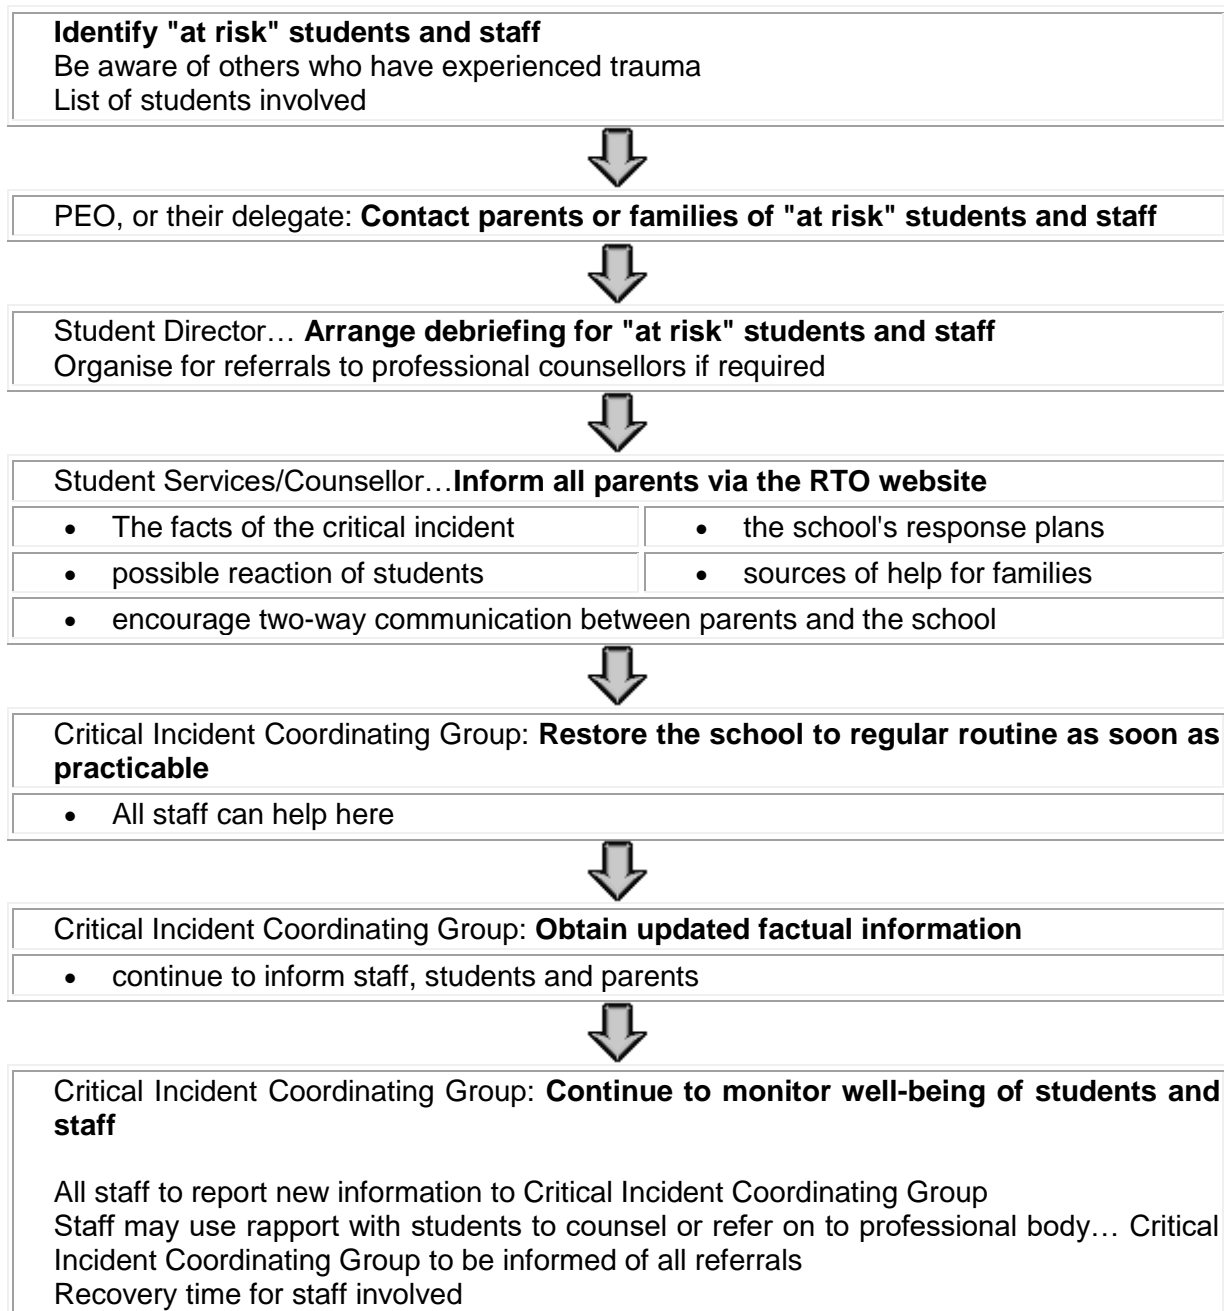 Identify "at risk" students and staff
Be aware of others who have experienced trauma
List of students involved
PEO, or their delegate: Contact parents or families of "at risk" students and staff
Student Director… Arrange debriefing for "at risk" students and staff
Organise for referrals to professional counsellors if required
Student Services/Counsellor…Inform all parents via the RTO website
• The facts of the critical incident
• the school's response plans
• possible reaction of students
• sources of help for families
• encourage two-way communication between parents and the school
Critical Incident Coordinating Group: Restore the school to regular routine as soon as
practicable
• All staff can help here
Critical Incident Coordinating Group: Obtain updated factual information
• continue to inform staff, students and parents
Critical Incident Coordinating Group: Continue to monitor well-being of students and
staff
All staff to report new information to Critical Incident Coordinating Group
Staff may use rapport with students to counsel or refer on to professional body… Critical
Incident Coordinating Group to be informed of all referrals
Recovery time for staff involved